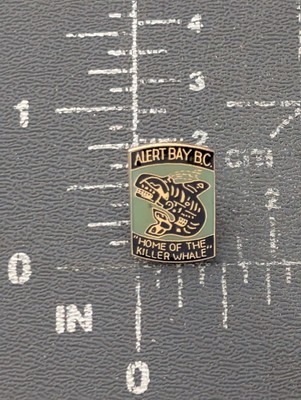 4
3
1
2
ALERT BAY, B.C.
CM
"HOME OF THE
KILLER WHALE"
0
IN
0